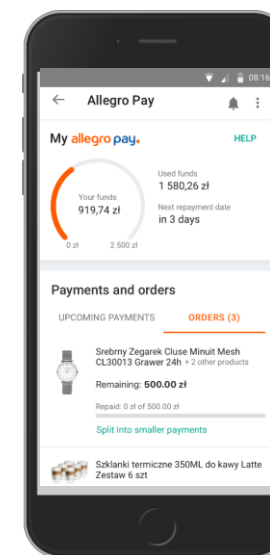 08:16
Allegro Pay
My allegro pay.
HELP
Your funds
919,74 zł
0 zł
2 500 zł
Used funds
1 580,26 zł
Next repayment date
in 3 days
Payments and orders
UPCOMING PAYMENTS
ORDERS (3)
Srebrny Zegarek Cluse Minuit Mesh
CL30013 Grawer 24h + 2 other products
Remaining: 500.00 zł
Repaid: 0 zł of 500.00 zł
Split into smaller payments
Szklanki termiczne 350ML do kawy Latte
Zestaw 6 szt